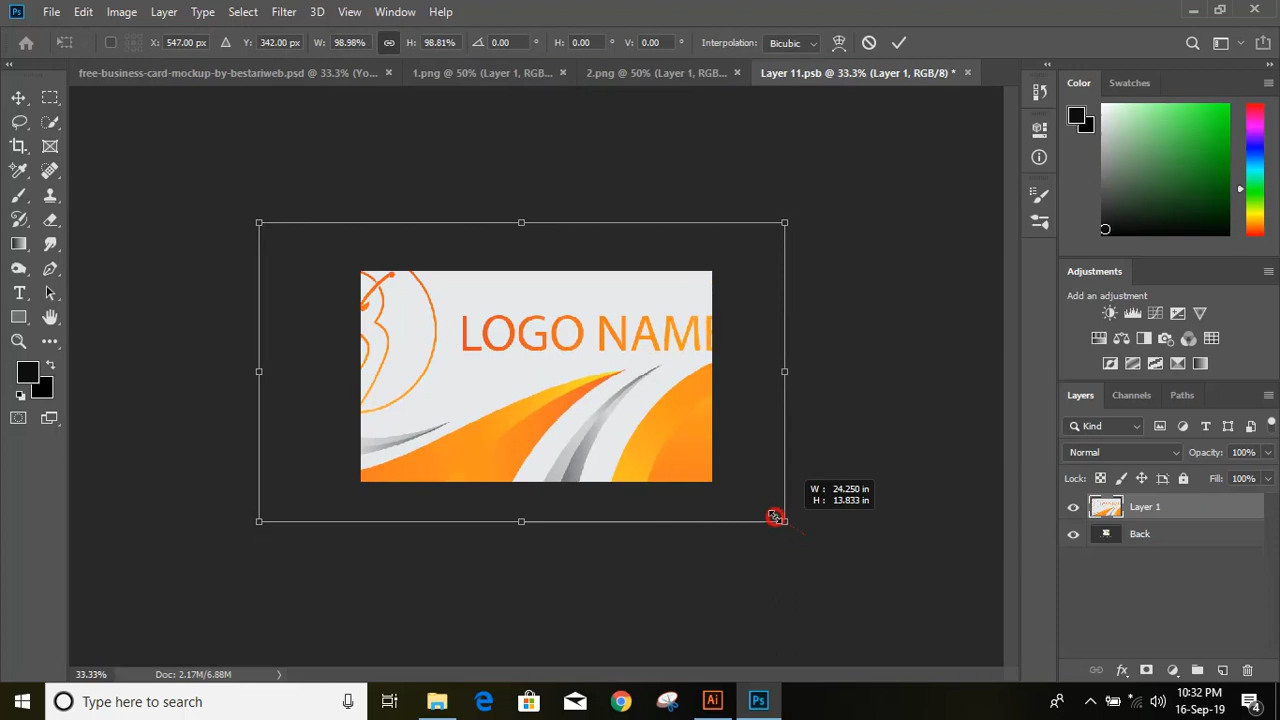 Ps File Edit Image Layer Type Select Filter 3D View Window Help
X: 547.00 px Y: 342.00 px W: 98.98% H: 98.81% 0.00 ° H: 0.00 ° V: 0.00 ° Interpolation: Bicubic
free-business-card-mockup-by-bestariweb.psd @ 33.3% (Yo... × 1.png @ 50% (Layer 1, RGB... × 2.png @ 50% (Layer 1, RGB... × Layer 11.psb @ 33.3% (Layer 1, RGB/8) * ×
Color Swatches
LOGO NAME
W : 24.250 in
H : 13.833 in
Adjustments
Add an adjustment
Layers Channels Paths
Kind
Normal Opacity: 100%
Lock: Fill: 100%
Layer 1
Back
33.33% Doc: 2.17M/6.88M
Type here to search
Ai Ps
10:32 PM
16-Sep-19
4